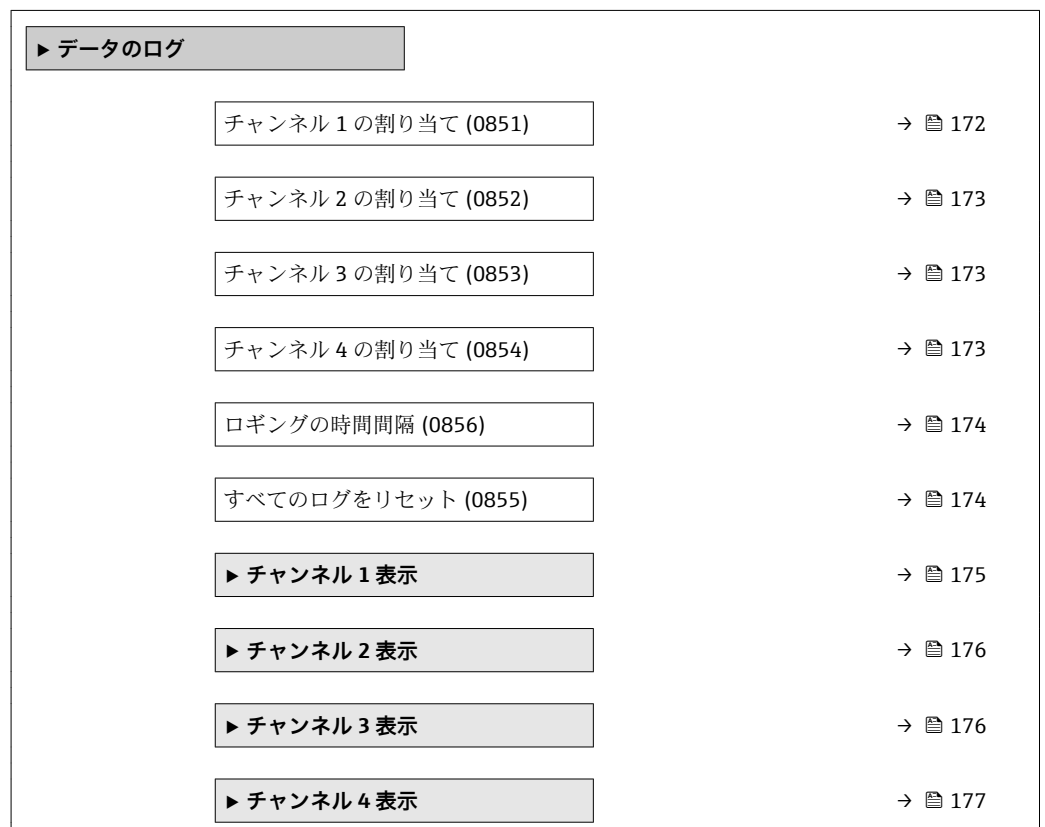 ▶ データのログ
チャンネル 1 の割り当て (0851) → 🖺 172
チャンネル 2 の割り当て (0852) → 🖺 173
チャンネル 3 の割り当て (0853) → 🖺 173
チャンネル 4 の割り当て (0854) → 🖺 173
ロギングの時間間隔 (0856) → 🖺 174
すべてのログをリセット (0855) → 🖺 174
▶ チャンネル 1 表示 → 🖺 175
▶ チャンネル 2 表示 → 🖺 176
▶ チャンネル 3 表示 → 🖺 176
▶ チャンネル 4 表示 → 🖺 177